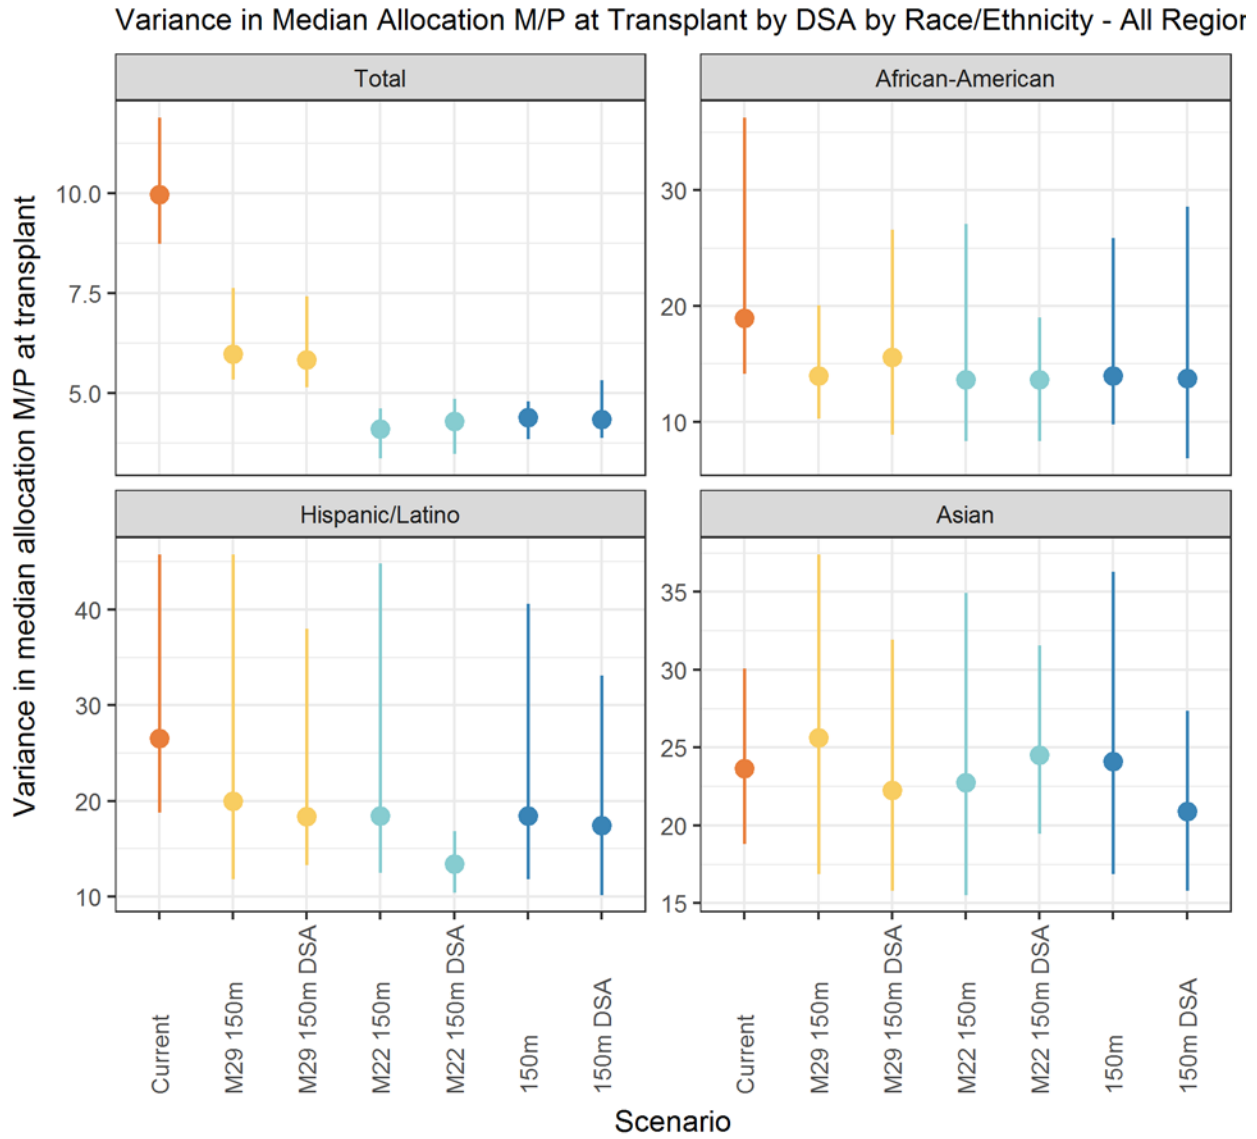 Variance in Median Allocation M/P at Transplant by DSA by Race/Ethnicity - All Region
Total
African-American
10.0
7.5
5.0
30
20
10
Hispanic/Latino
Asian
40
30
20
10
35
30
25
20
15
Variance in median allocation M/P at transplant
Current
M29 150m
M29 150m DSA
M22 150m
M22 150m DSA
150m
150m DSA
Current
M29 150m
M29 150m DSA
M22 150m
M22 150m DSA
150m
150m DSA
Scenario